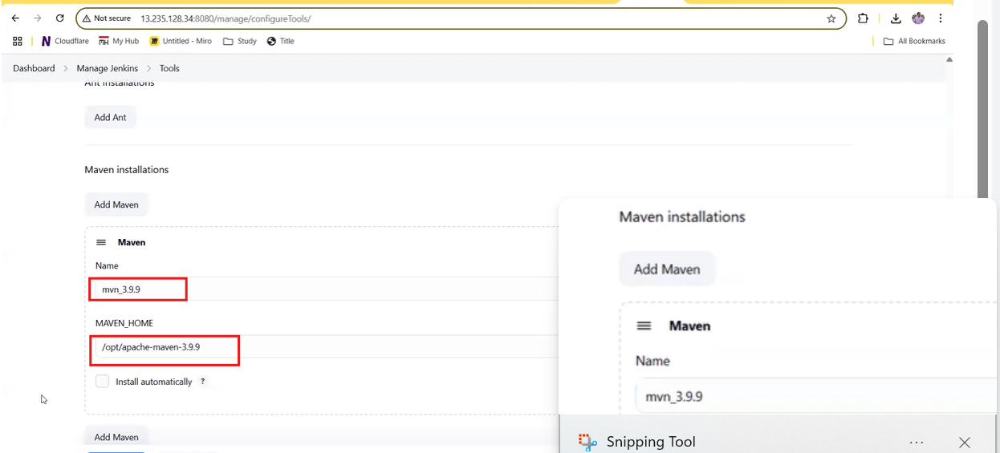 Not secure 13.235.128.34:8080/manage/configureTools/
Cloudflare My Hub Untitled - Miro Study Title All Bookmarks
Dashboard Manage Jenkins Tools
Ant installations
Add Ant
Maven installations
Add Maven
Maven
Name
mvn_3.9.9
MAVEN_HOME
/opt/apache-maven-3.9.9
Install automatically ?
Add Maven
Maven installations
Add Maven
Maven
Name
mvn_3.9.9
Snipping Tool